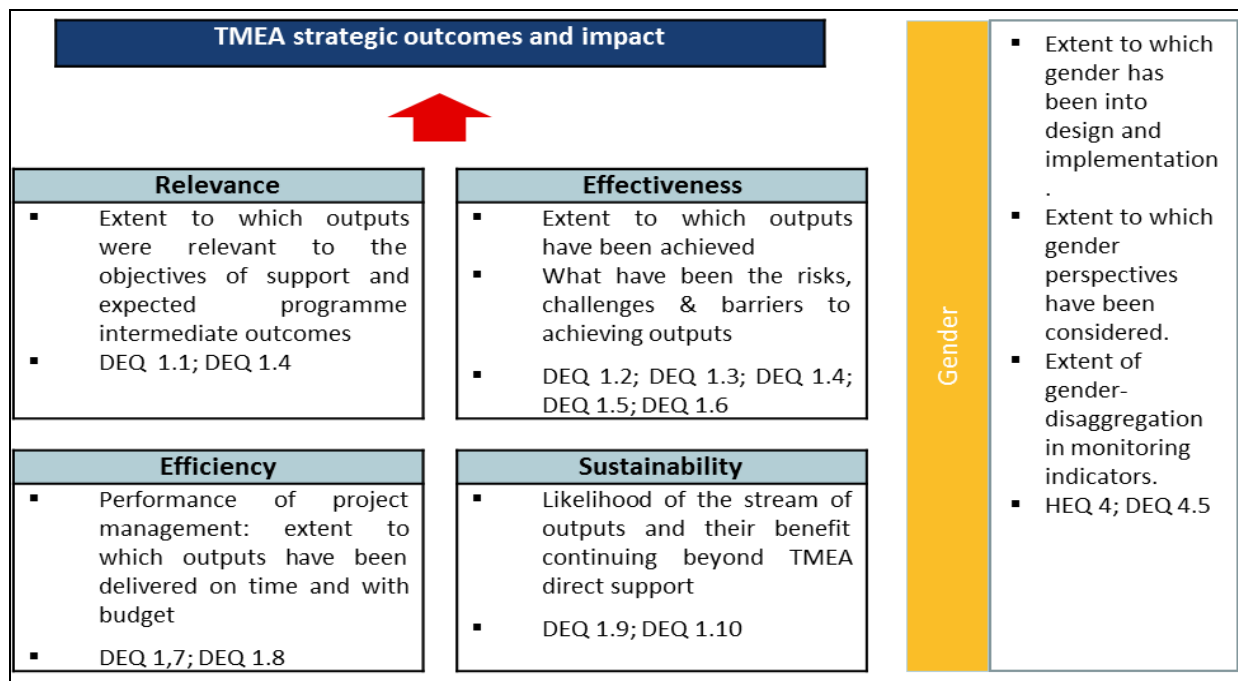 TMEA strategic outcomes and impact
Relevance
▪ Extent to which outputs
were relevant to the
objectives of support and
expected programme
intermediate outcomes
▪ DEQ 1.1; DEQ 1.4
Effectiveness
▪ Extent to which outputs
have been achieved
▪ What have been the risks,
challenges & barriers to
achieving outputs
▪ DEQ 1.2; DEQ 1.3; DEQ 1.4;
DEQ 1.5; DEQ 1.6
Efficiency
▪ Performance of project
management: extent to
which outputs have been
delivered on time and with
budget
▪ DEQ 1,7; DEQ 1.8
Sustainability
▪ Likelihood of the stream of
outputs and their benefit
continuing beyond TMEA
direct support
▪ DEQ 1.9; DEQ 1.10
Gender
▪ Extent to which
gender has
been into
design and
implementation
.
▪ Extent to which
gender
perspectives
have been
considered.
▪ Extent of
gender-
disaggregation
in monitoring
indicators.
▪ HEQ 4; DEQ 4.5